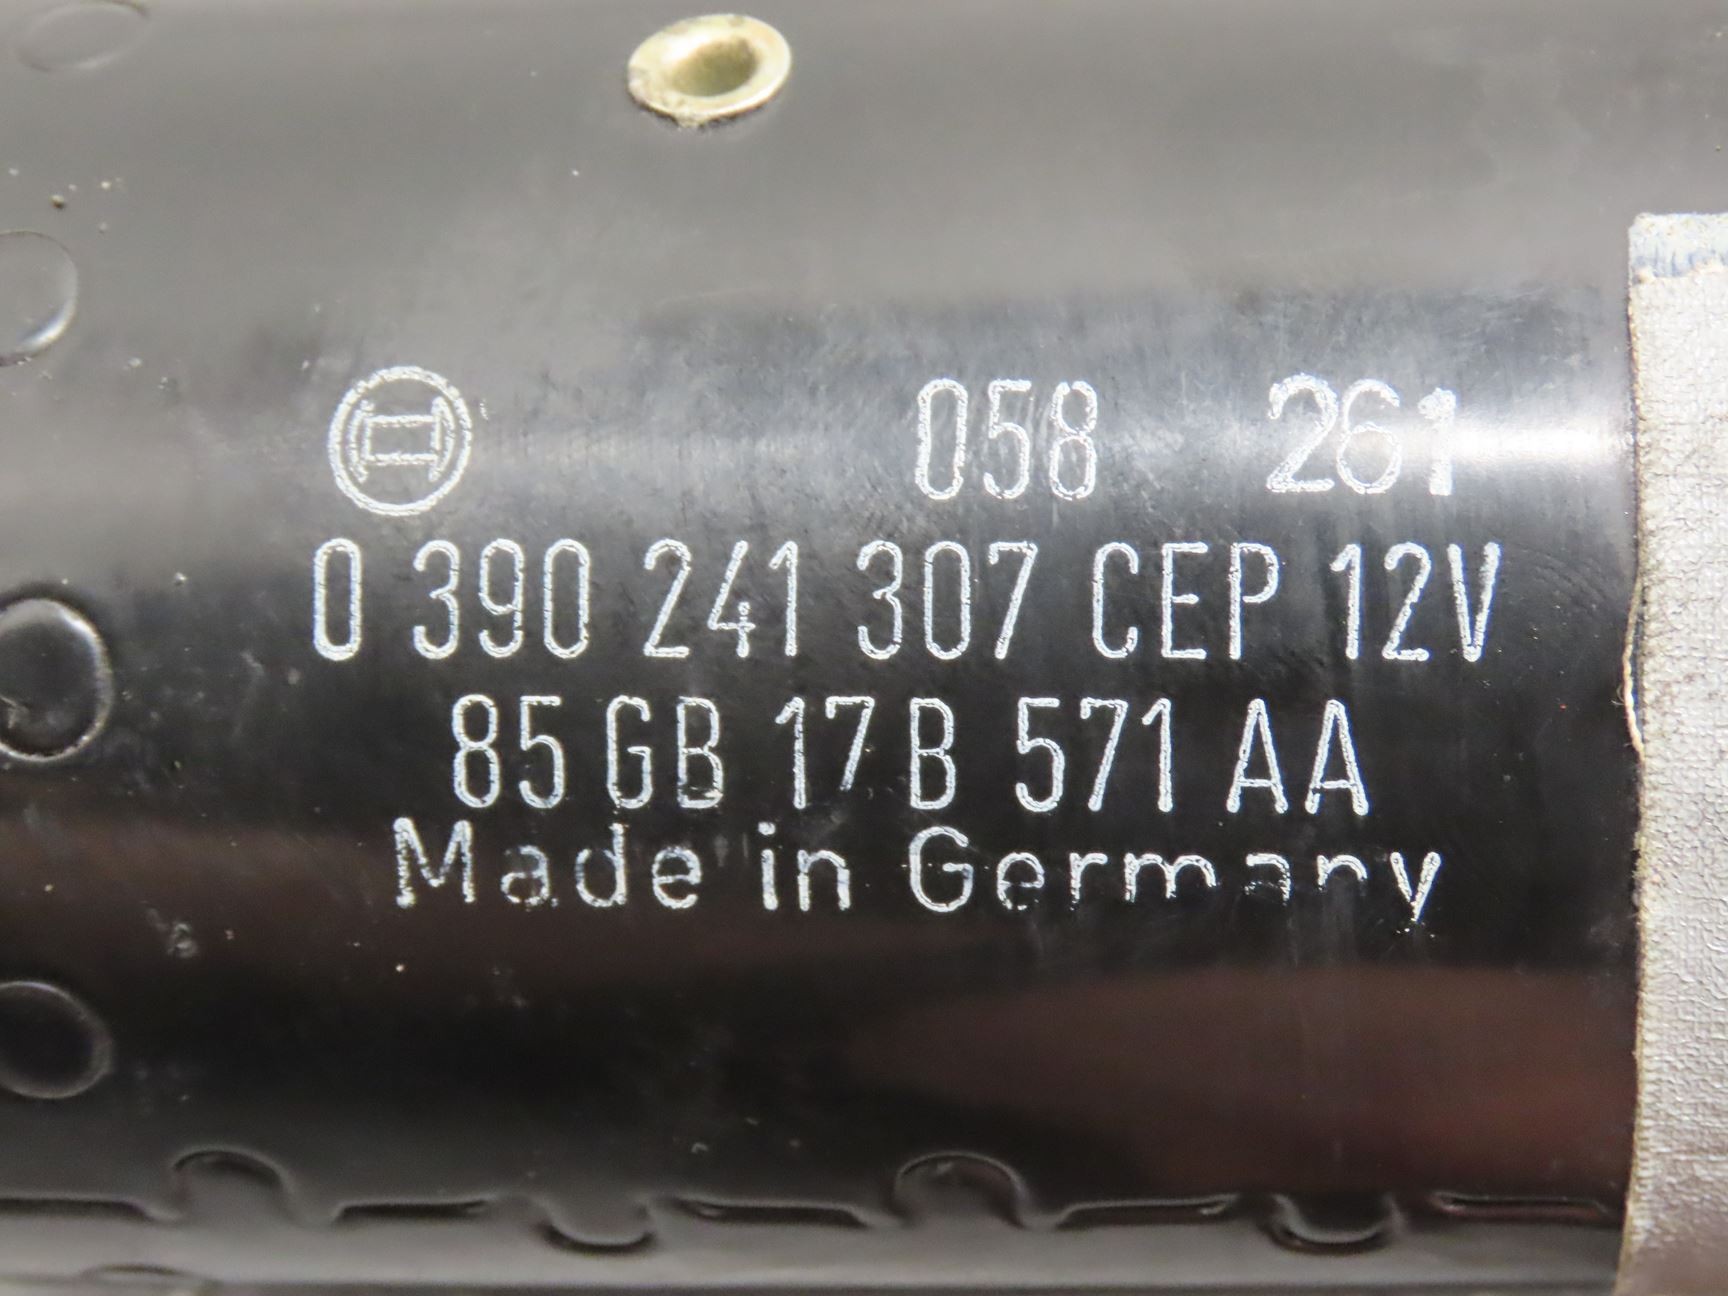 058 261
0 390 241 307 CEP 12V
85 GB 17 B 571 AA
Made in Germany